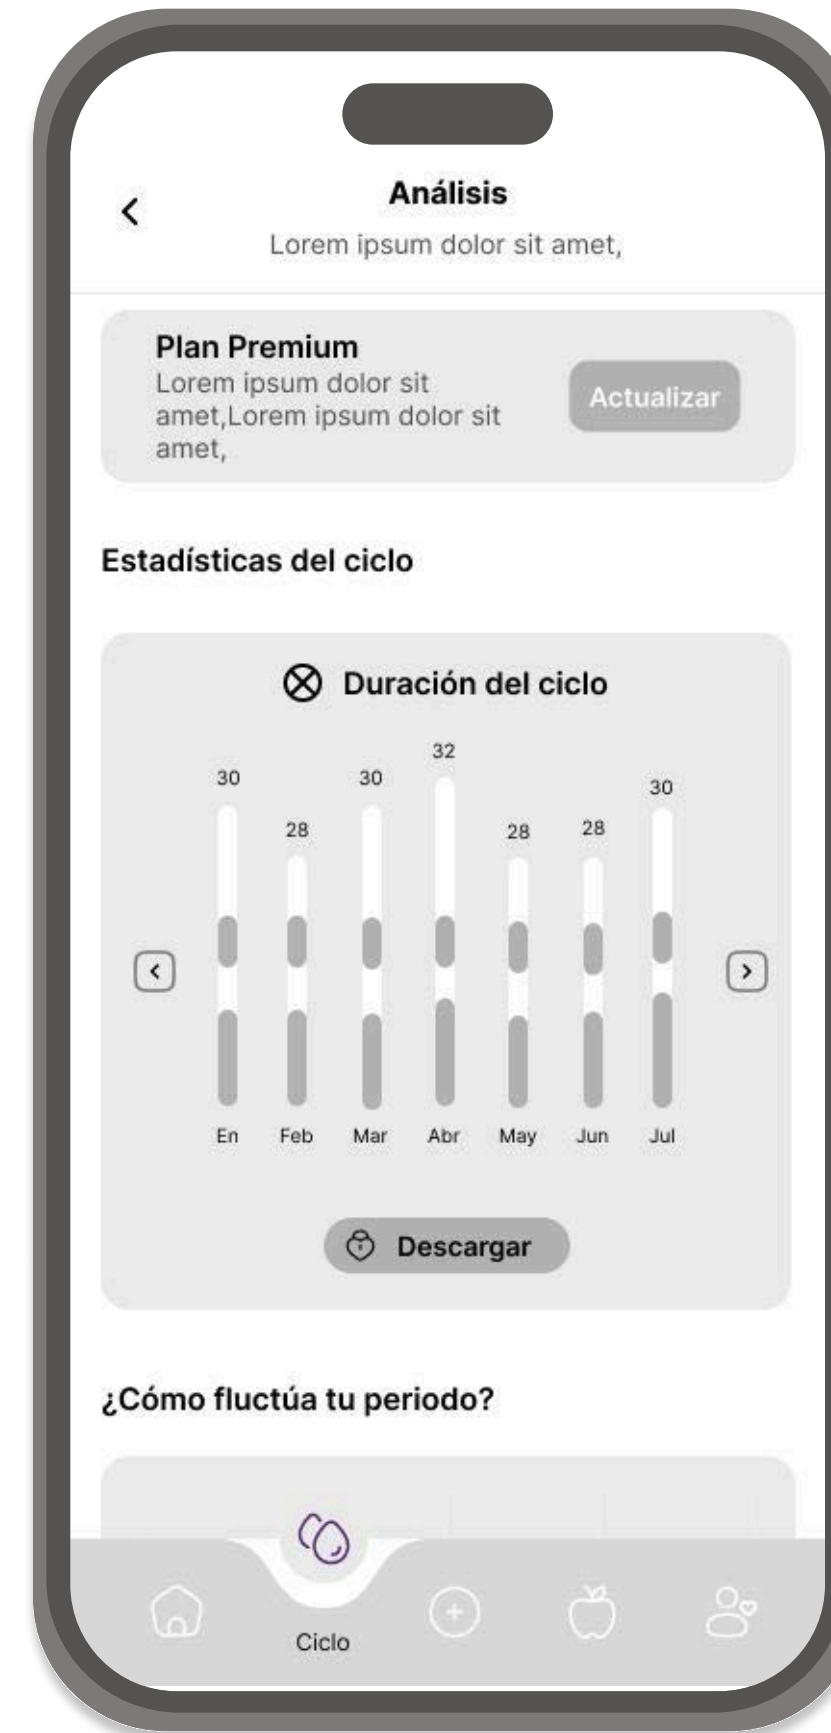 Análisis
Lorem ipsum dolor sit amet,
Plan Premium
Lorem ipsum dolor sit
amet,Lorem ipsum dolor sit
amet,
Actualizar
Estadísticas del ciclo
Duración del ciclo
30 28 30 32 28 28 30
En Feb Mar Abr May Jun Jul
Descargar
¿Cómo fluctúa tu periodo?
Ciclo